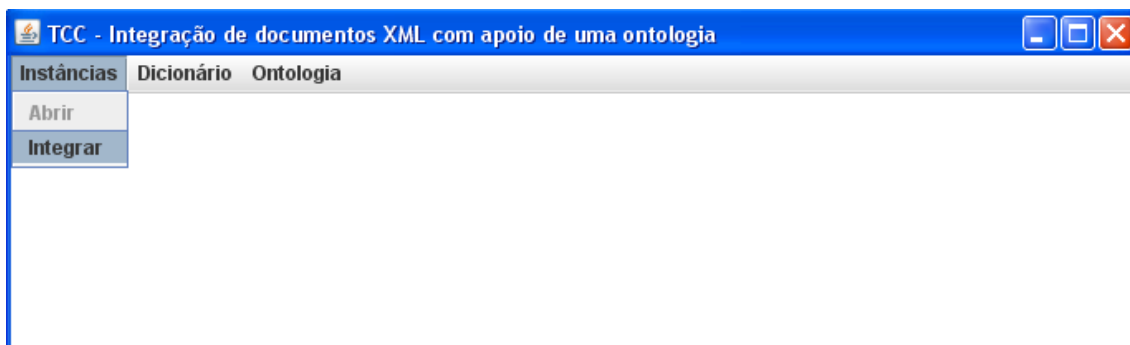 TCC - Integração de documentos XML com apoio de uma ontologia
Instâncias Dicionário Ontologia
Abrir
Integrar